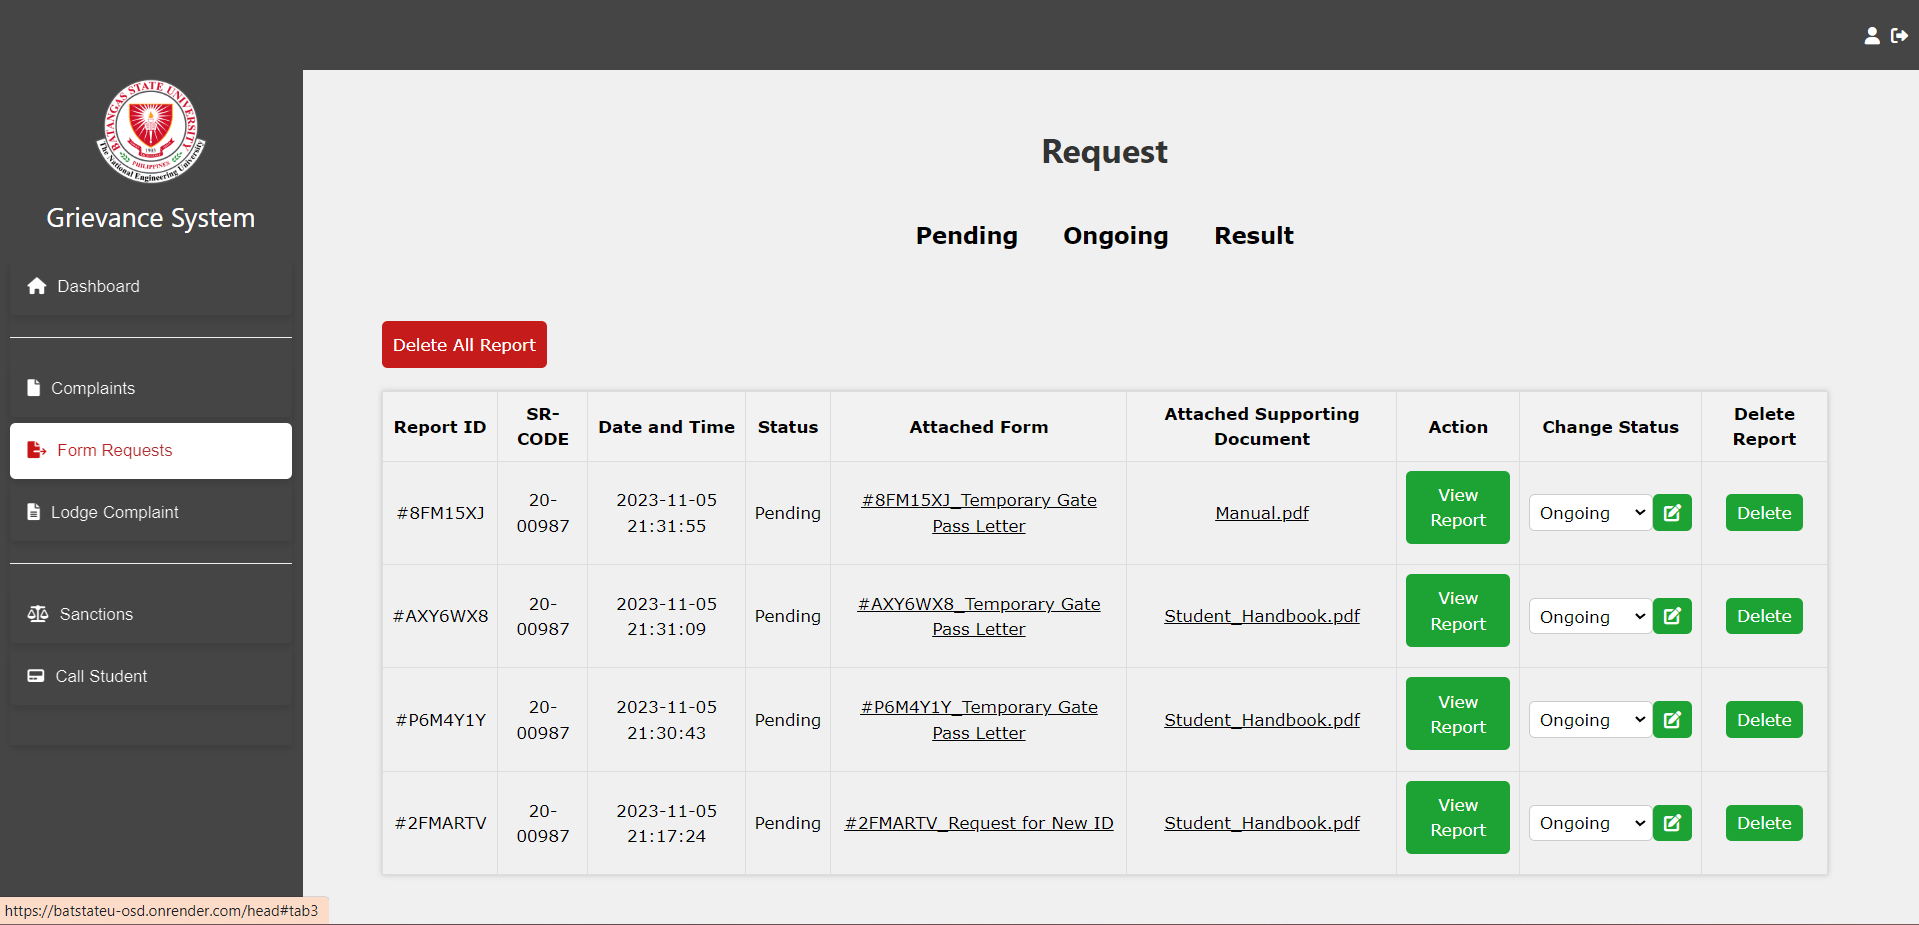 BATANGAS STATE UNIVERSITY
The National Engineering University
PHILIPPINES
Grievance System
Dashboard
Complaints
Form Requests
Lodge Complaint
Sanctions
Call Student
https://batstateu-osd.onrender.com/head#tab3
Request
Pending Ongoing Result
Delete All Report
Report ID SR-CODE Date and Time Status Attached Form Attached Supporting Document Action Change Status Delete Report
#8FM15XJ 20-00987 2023-11-05 21:31:55 Pending #8FM15XJ_Temporary Gate Pass Letter Manual.pdf View Report Ongoing Delete
#AXY6WX8 20-00987 2023-11-05 21:31:09 Pending #AXY6WX8_Temporary Gate Pass Letter Student_Handbook.pdf View Report Ongoing Delete
#P6M4Y1Y 20-00987 2023-11-05 21:30:43 Pending #P6M4Y1Y_Temporary Gate Pass Letter Student_Handbook.pdf View Report Ongoing Delete
#2FMARTV 20-00987 2023-11-05 21:17:24 Pending #2FMARTV_Request for New ID Student_Handbook.pdf View Report Ongoing Delete